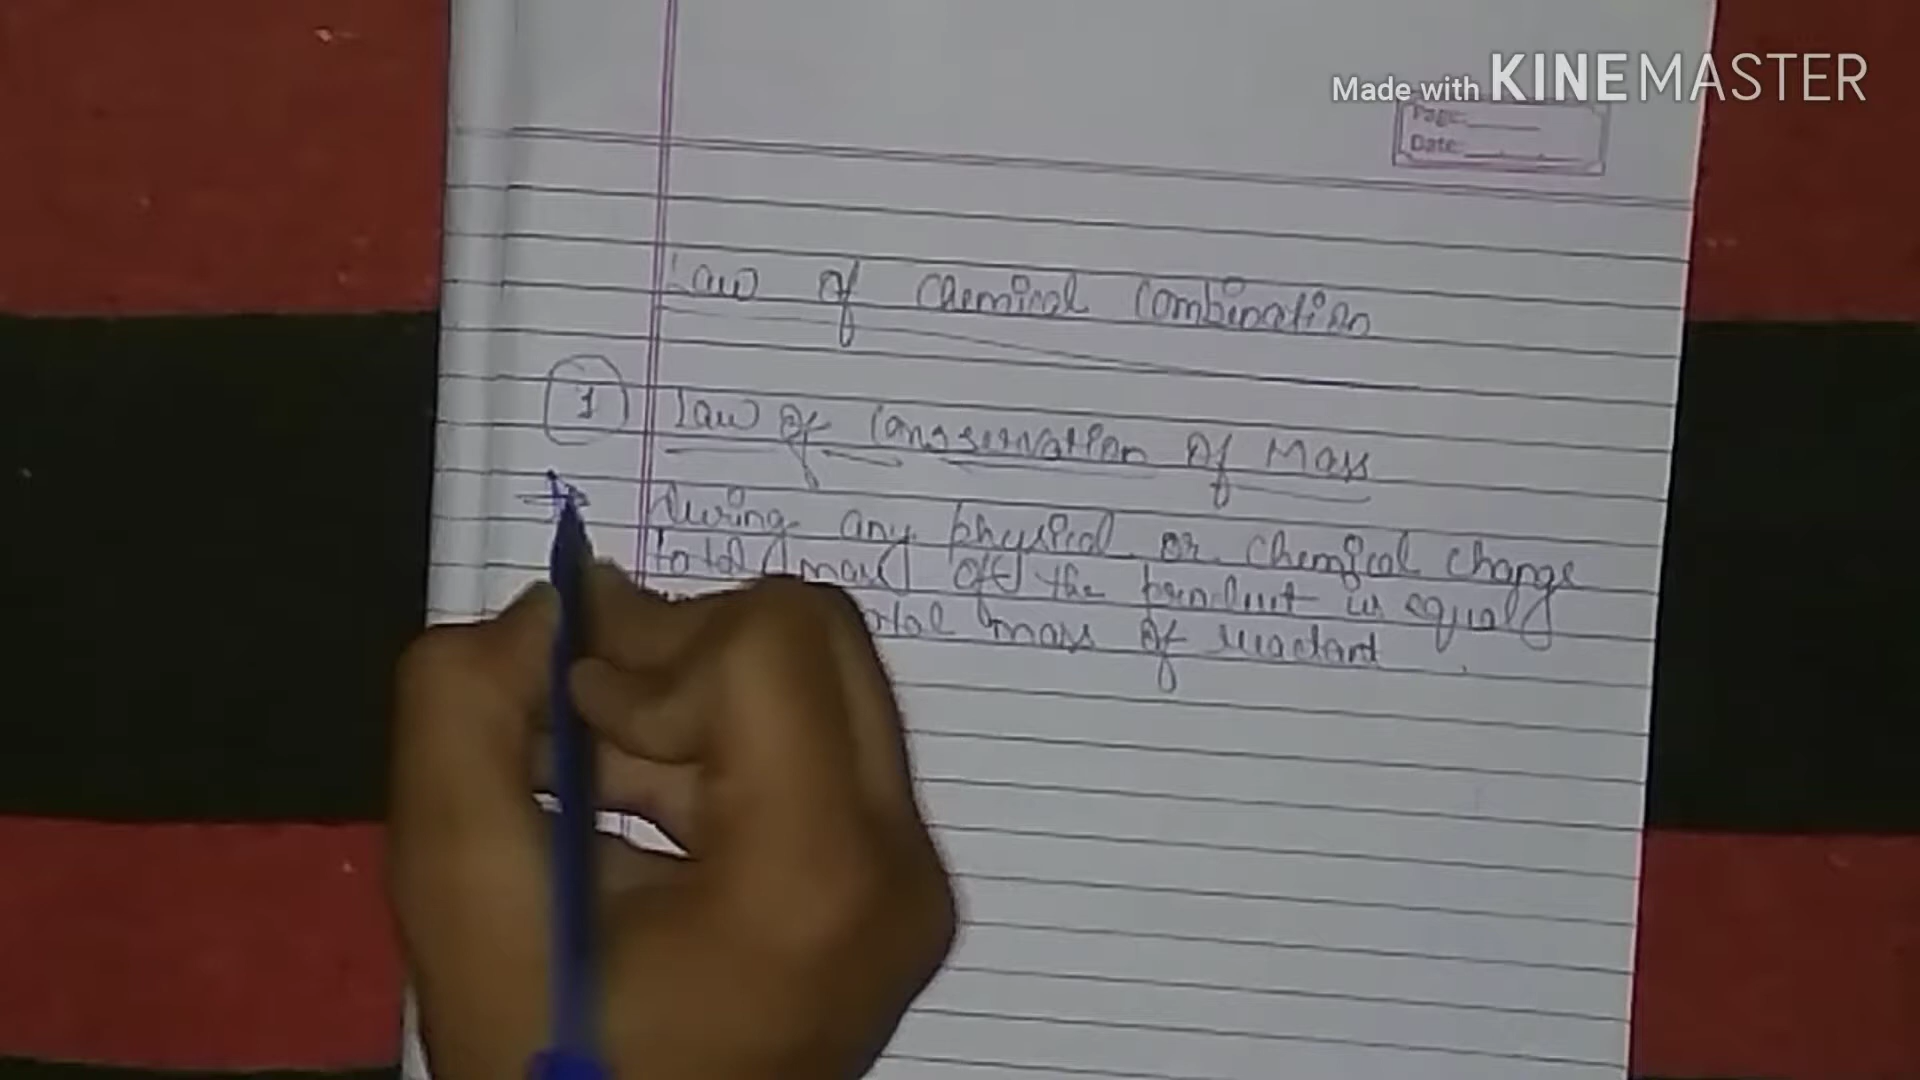 Made with KINEMASTER
Page:
Date:
Law of Chemical Combination
1 Law of Conservation of Mass
During any physical or chemical change
total mass of the product is equal
total mass of reactant.